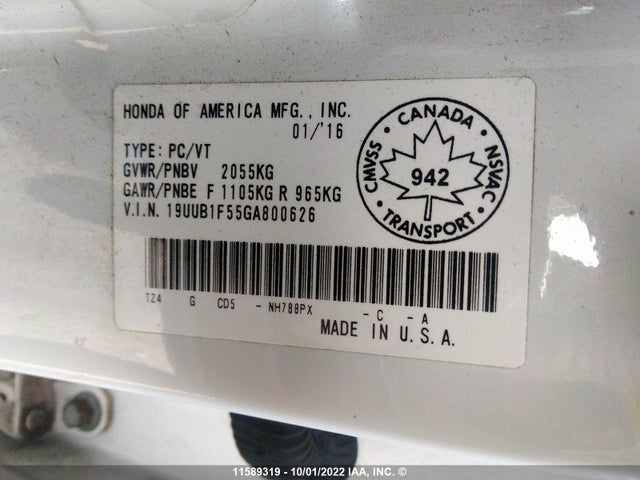 HONDA OF AMERICA MFG., INC.
01/'16
TYPE: PC/VT
GVWR/PNBV 2055KG
GAWR/PNBE F 1105KG R 965KG
V.I.N. 19UUB1F55GA800626
CANADA
CMVSS
NSVAC
942
TRANSPORT
TZ4 G CD5 - NH788PX - C - A
MADE IN U.S.A.
11589319 - 10/01/2022 IAA, INC. ©